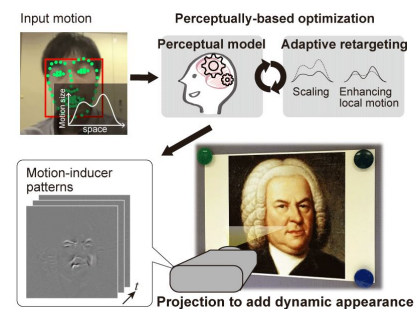 Input motion
Motion size
space
Perceptually-based optimization
Perceptual model
Adaptive retargeting
Scaling
Enhancing
local motion
Motion-inducer
patterns
t
Projection to add dynamic appearance